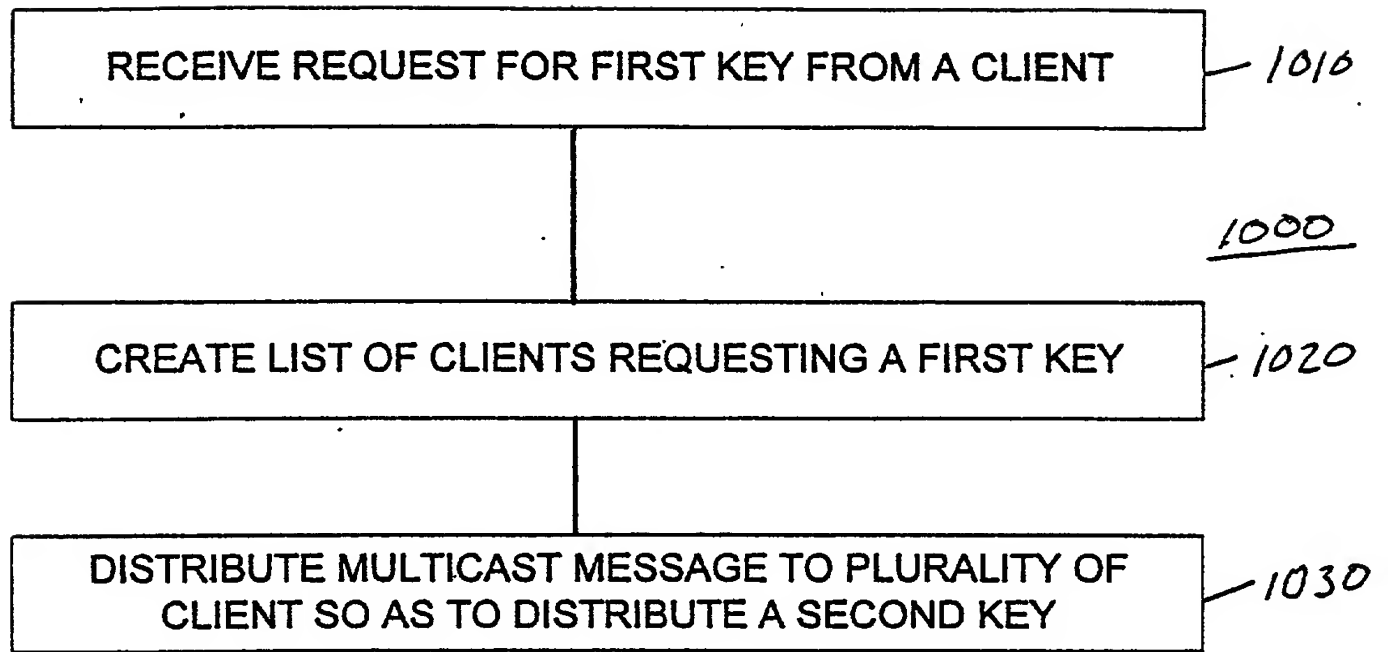 RECEIVE REQUEST FOR FIRST KEY FROM A CLIENT
1010
1000
CREATE LIST OF CLIENTS REQUESTING A FIRST KEY
1020
DISTRIBUTE MULTICAST MESSAGE TO PLURALITY OF
CLIENT SO AS TO DISTRIBUTE A SECOND KEY
1030